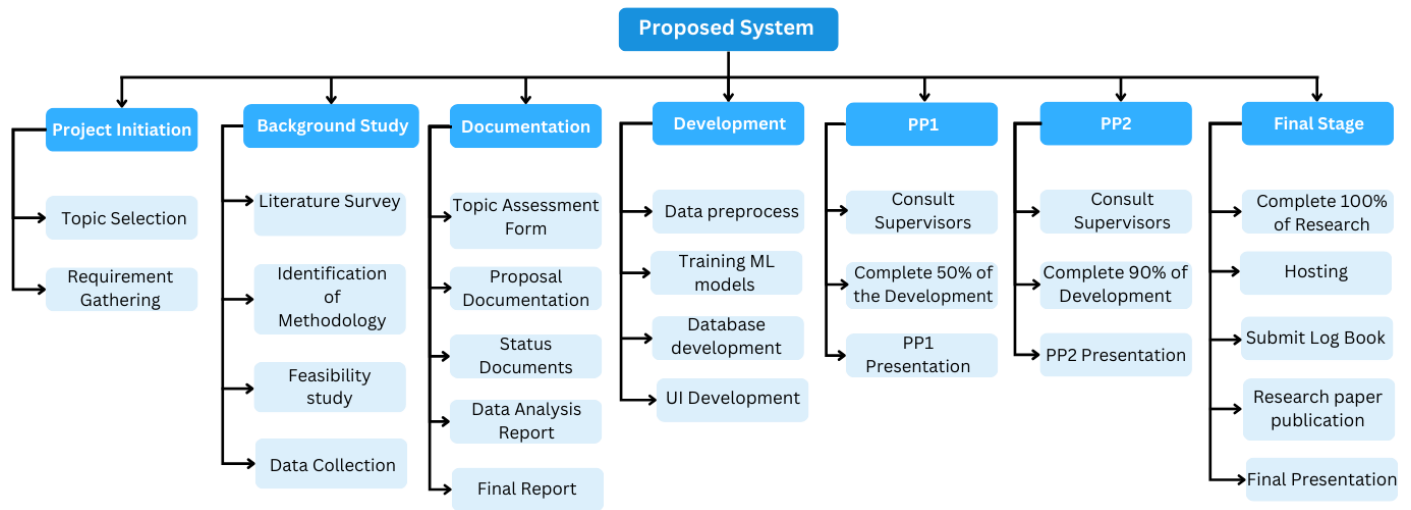 Proposed System
Project Initiation
Topic Selection
Requirement
Gathering
Background Study
Literature Survey
Identification
of
Methodology
Feasibility
study
Data Collection
Documentation
Topic Assessment
Form
Proposal
Documentation
Status
Documents
Data Analysis
Report
Final Report
Development
Data preprocess
Training ML
models
Database
development
UI Development
PP1
Consult
Supervisors
Complete 50% of
the Development
PP1
Presentation
PP2
Consult
Supervisors
Complete 90% of
Development
PP2 Presentation
Final Stage
Complete 100%
of Research
Hosting
Submit Log Book
Research paper
publication
Final Presentation